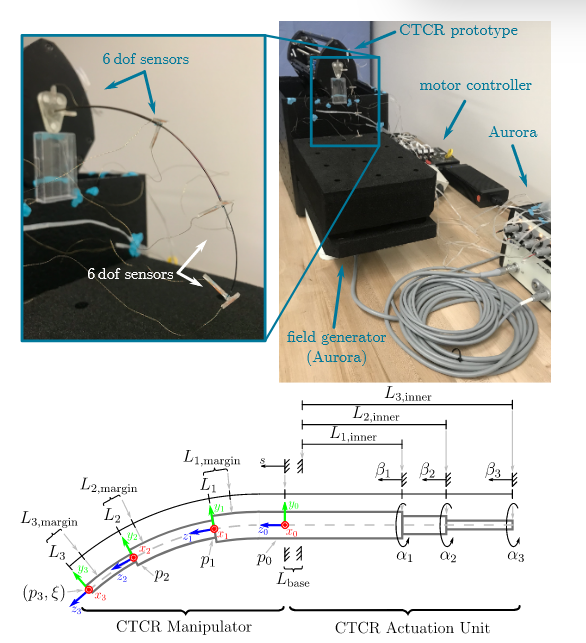 CTCR prototype
6 dof sensors
motor controller
Aurora
6 dof sensors
field generator
(Aurora)
L3,inner
L2,inner
L1,inner
L1,margin
s
β1
β2
β3
L2,margin
L1
L3,margin
L2
y1
y0
L3
y2
x2
z1
x1
z0
x0
y3
z2
p1
p0
α1
α2
α3
p2
Lbase
(p3, ξ)
x3
z3
CTCR Manipulator
CTCR Actuation Unit